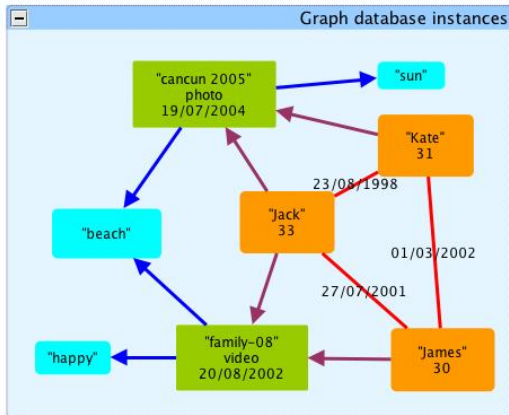 Graph database instances
"cancun 2005"
photo
19/07/2004
"sun"
"Kate"
31
23/08/1998
"Jack"
33
"beach"
01/03/2002
27/07/2001
"family-08"
video
20/08/2002
"happy"
"James"
30